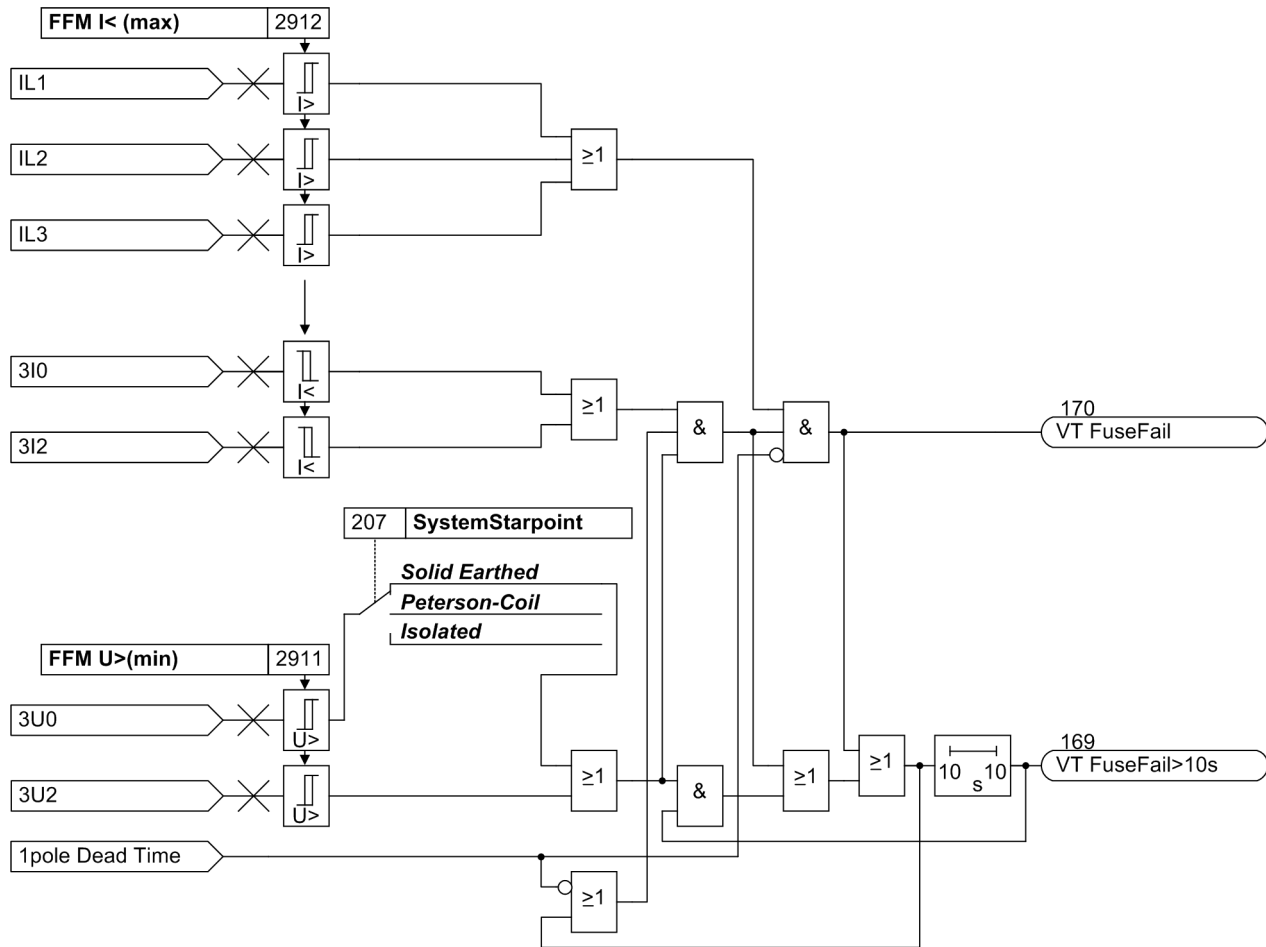 FFM I< (max) 2912
IL1
I>
IL2
I>
≥1
IL3
I>
3I0
I<
≥1
3I2
I<
&
&
170
VT FuseFail
207 SystemStarpoint
Solid Earthed
Peterson-Coil
Isolated
FFM U>(min) 2911
3U0
U>
3U2
U>
≥1
&
≥1
≥1
10 s 10
169
VT FuseFail>10s
1pole Dead Time
≥1